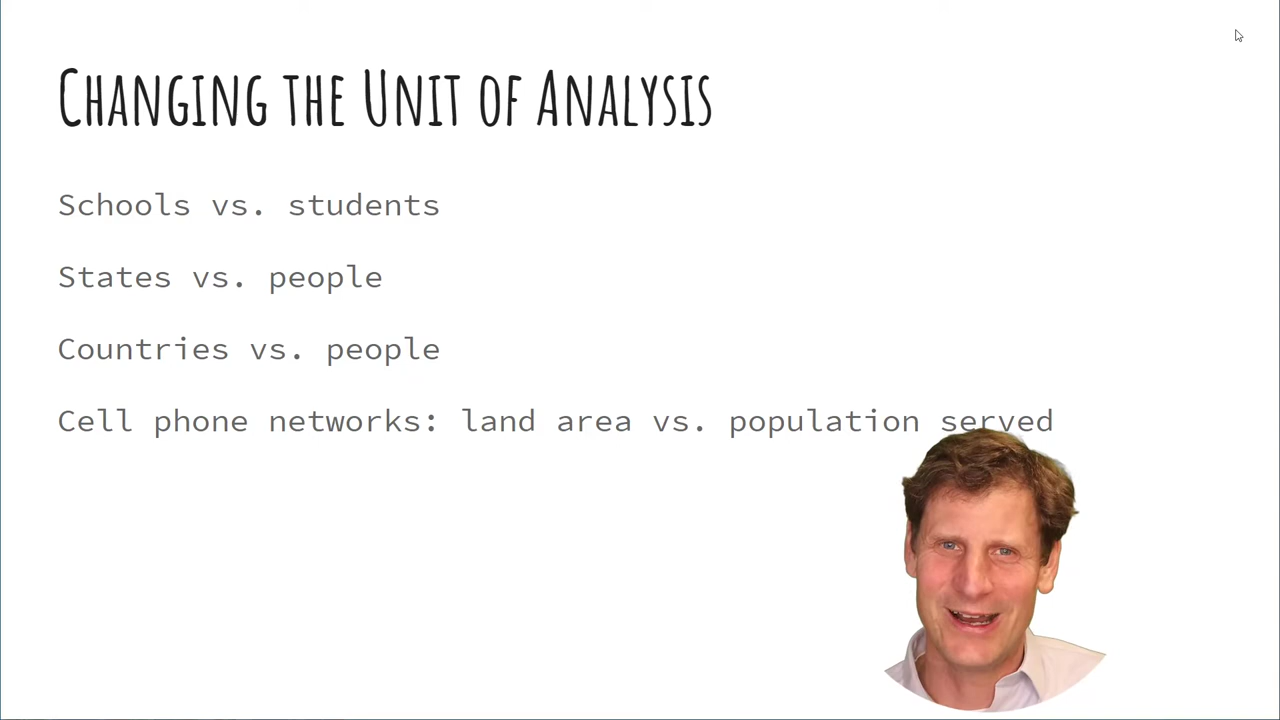 Changing the Unit of Analysis
Schools vs. students
States vs. people
Countries vs. people
Cell phone networks: land area vs. population served